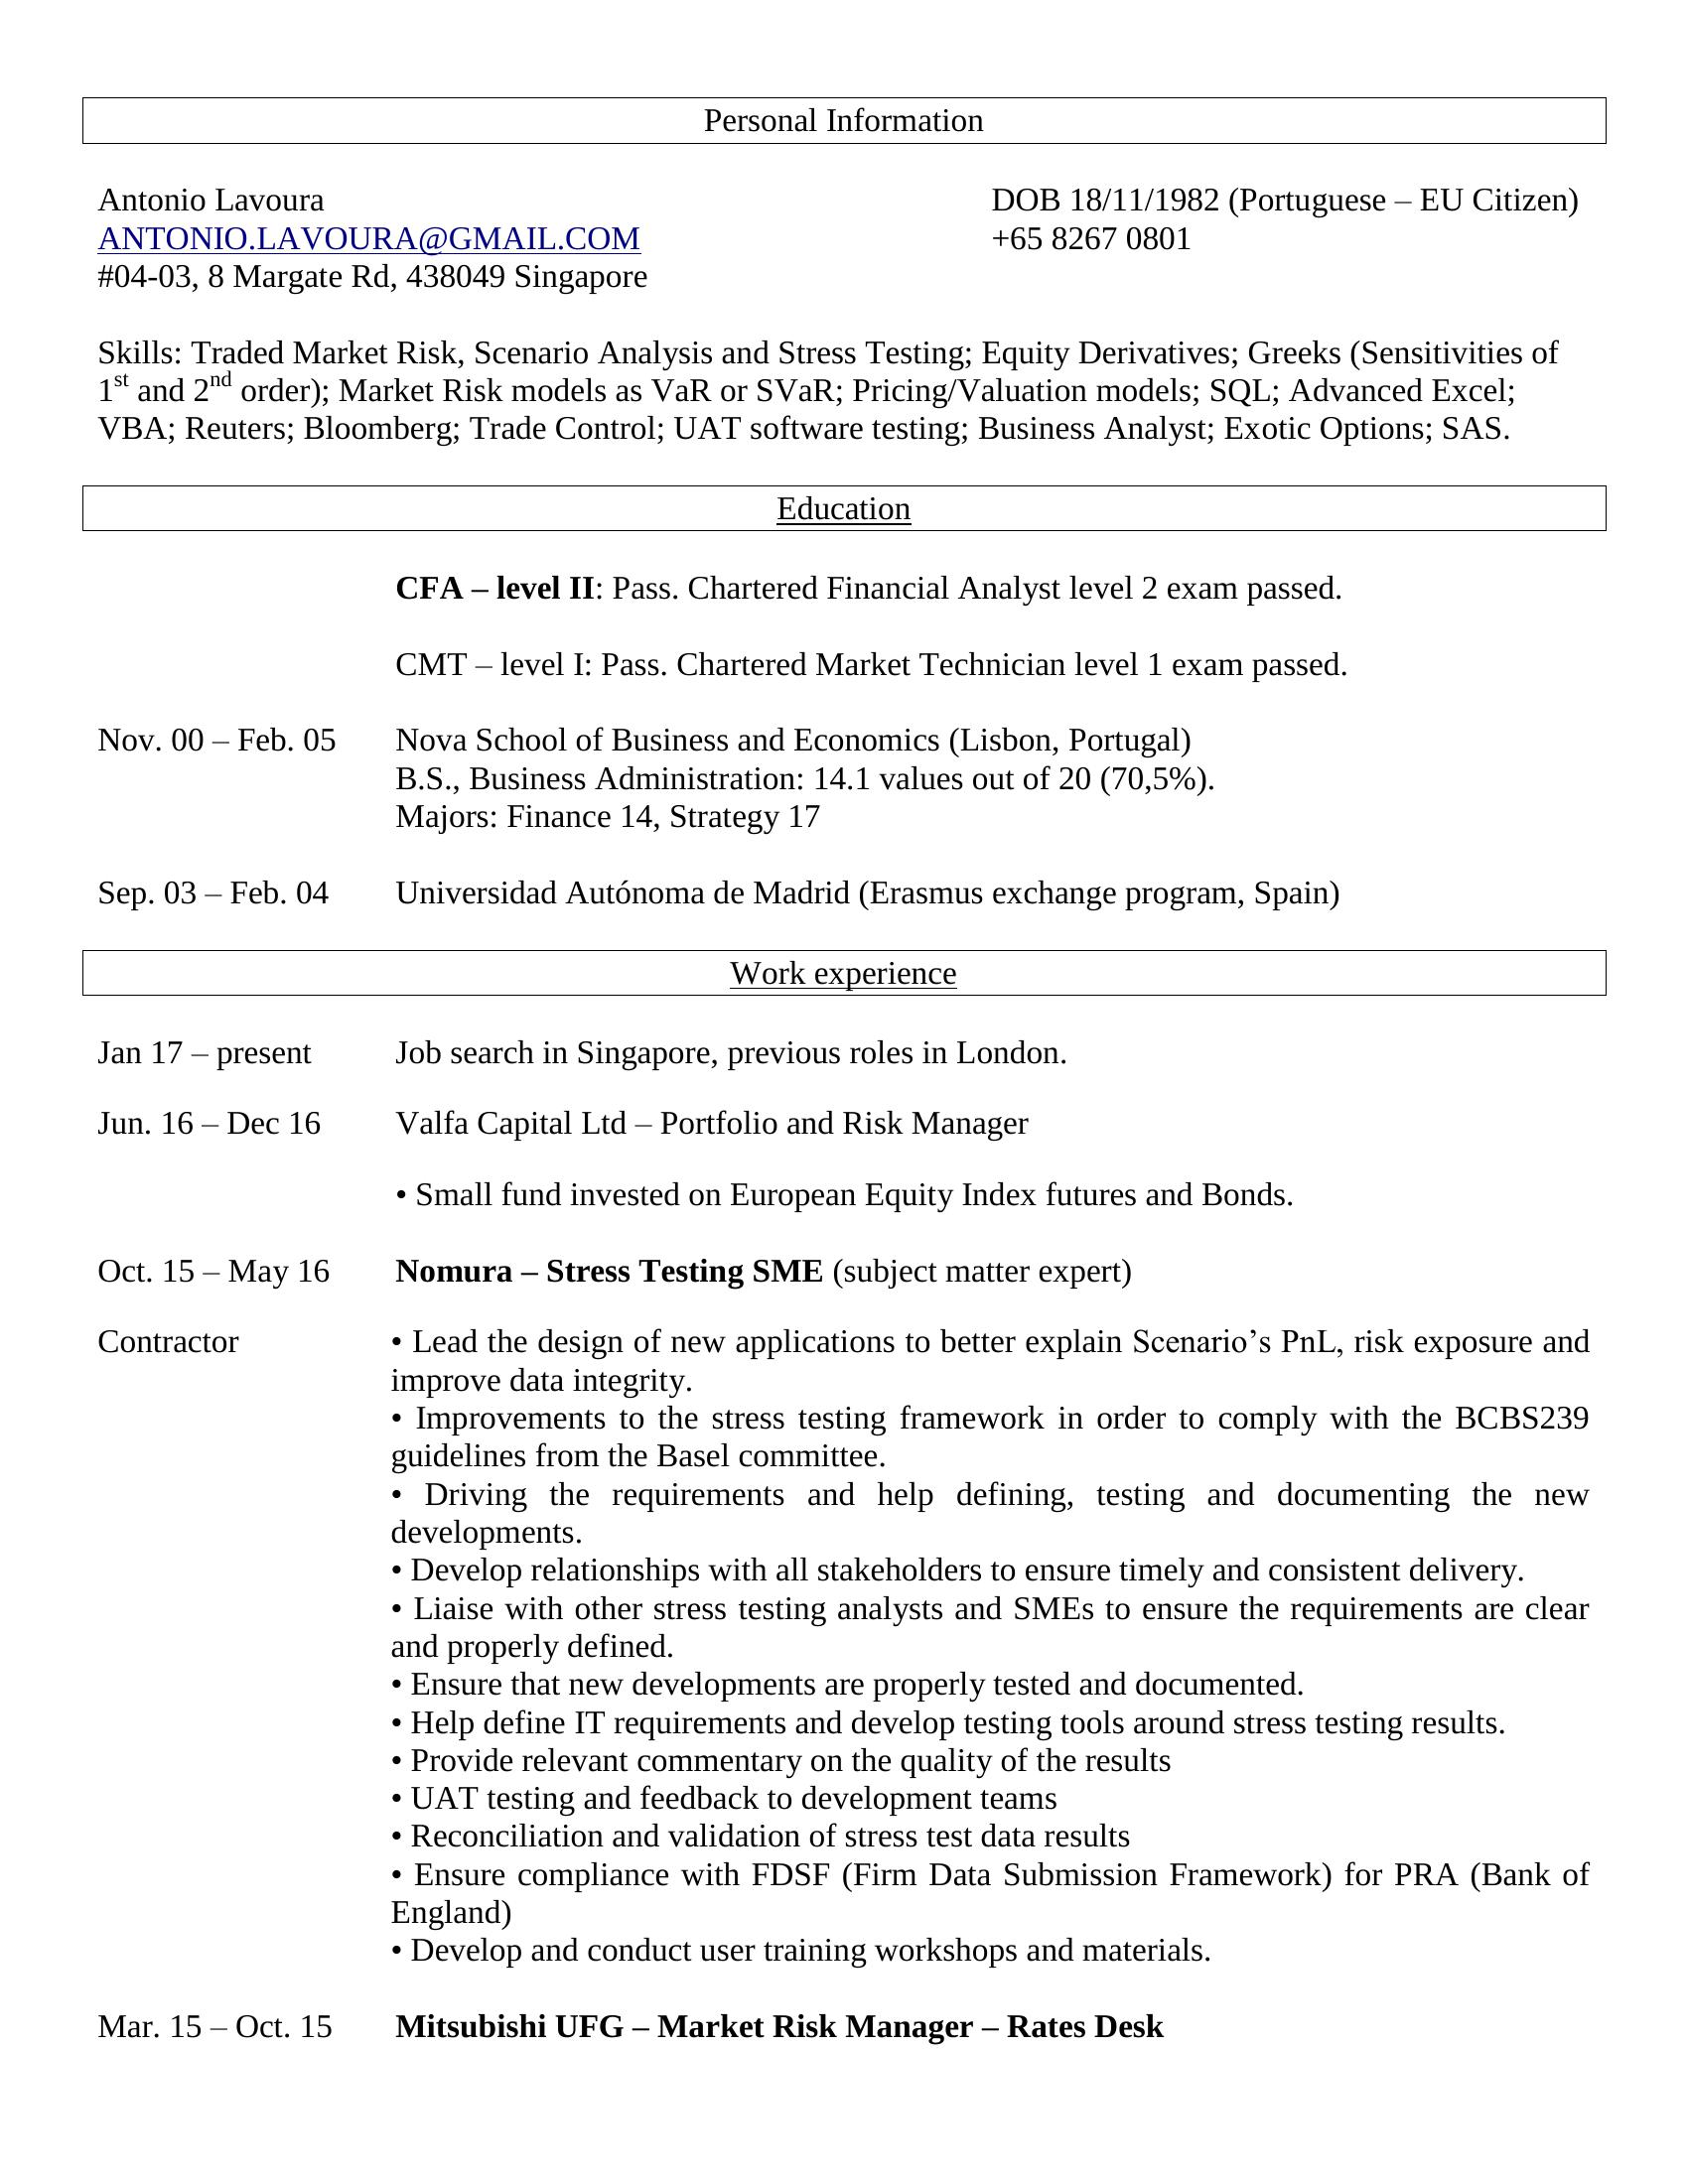 Personal Information
Antonio Lavoura DOB 18/11/1982 (Portuguese – EU Citizen)
ANTONIO.LAVOURA@GMAIL.COM +65 8267 0801
#04-03, 8 Margate Rd, 438049 Singapore
Skills: Traded Market Risk, Scenario Analysis and Stress Testing; Equity Derivatives; Greeks (Sensitivities of
1st and 2nd order); Market Risk models as VaR or SVaR; Pricing/Valuation models; SQL; Advanced Excel;
VBA; Reuters; Bloomberg; Trade Control; UAT software testing; Business Analyst; Exotic Options; SAS.
Education
CFA – level II: Pass. Chartered Financial Analyst level 2 exam passed.
CMT – level I: Pass. Chartered Market Technician level 1 exam passed.
Nov. 00 – Feb. 05 Nova School of Business and Economics (Lisbon, Portugal)
B.S., Business Administration: 14.1 values out of 20 (70,5%).
Majors: Finance 14, Strategy 17
Sep. 03 – Feb. 04 Universidad Autónoma de Madrid (Erasmus exchange program, Spain)
Work experience
Jan 17 – present Job search in Singapore, previous roles in London.
Jun. 16 – Dec 16 Valfa Capital Ltd – Portfolio and Risk Manager
• Small fund invested on European Equity Index futures and Bonds.
Oct. 15 – May 16 Nomura – Stress Testing SME (subject matter expert)
Contractor • Lead the design of new applications to better explain Scenario’s PnL, risk exposure and
improve data integrity.
• Improvements to the stress testing framework in order to comply with the BCBS239
guidelines from the Basel committee.
• Driving the requirements and help defining, testing and documenting the new
developments.
• Develop relationships with all stakeholders to ensure timely and consistent delivery.
• Liaise with other stress testing analysts and SMEs to ensure the requirements are clear
and properly defined.
• Ensure that new developments are properly tested and documented.
• Help define IT requirements and develop testing tools around stress testing results.
• Provide relevant commentary on the quality of the results
• UAT testing and feedback to development teams
• Reconciliation and validation of stress test data results
• Ensure compliance with FDSF (Firm Data Submission Framework) for PRA (Bank of
England)
• Develop and conduct user training workshops and materials.
Mar. 15 – Oct. 15 Mitsubishi UFG – Market Risk Manager – Rates Desk